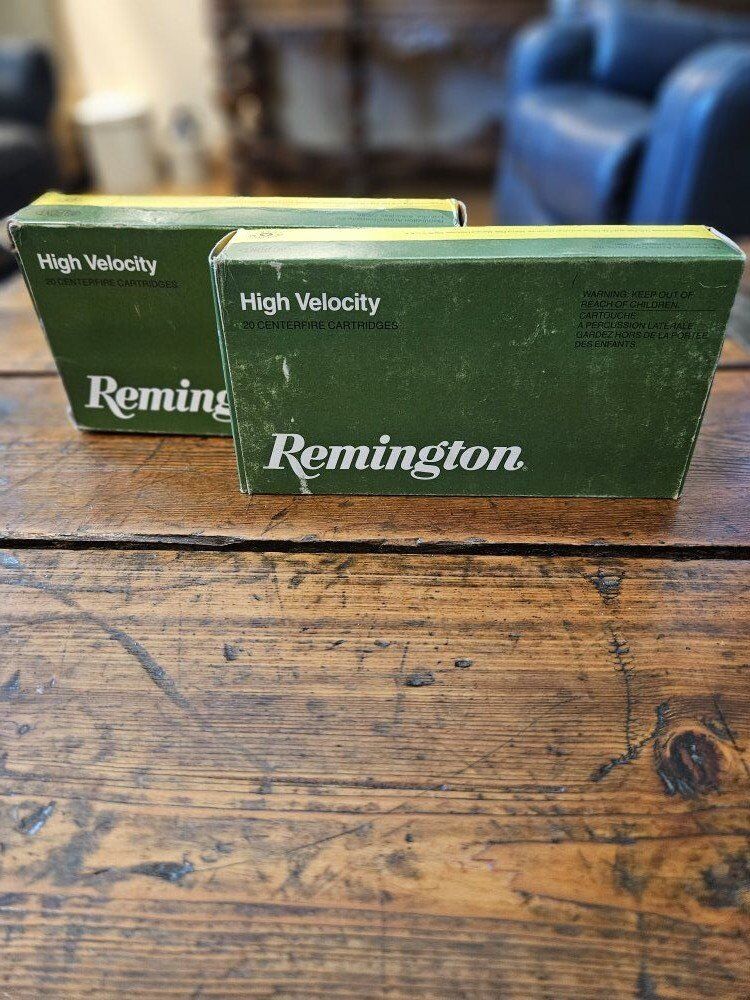 High Velocity
20 CENTERFIRE CARTRIDGES
Reming
High Velocity
20 CENTERFIRE CARTRIDGES
WARNING: KEEP OUT OF
REACH OF CHILDREN.
CARTOUCHE
A PERCUSSION LATERALE
GARDEZ HORS DE LA PORTEE
DES ENFANTS
Remington